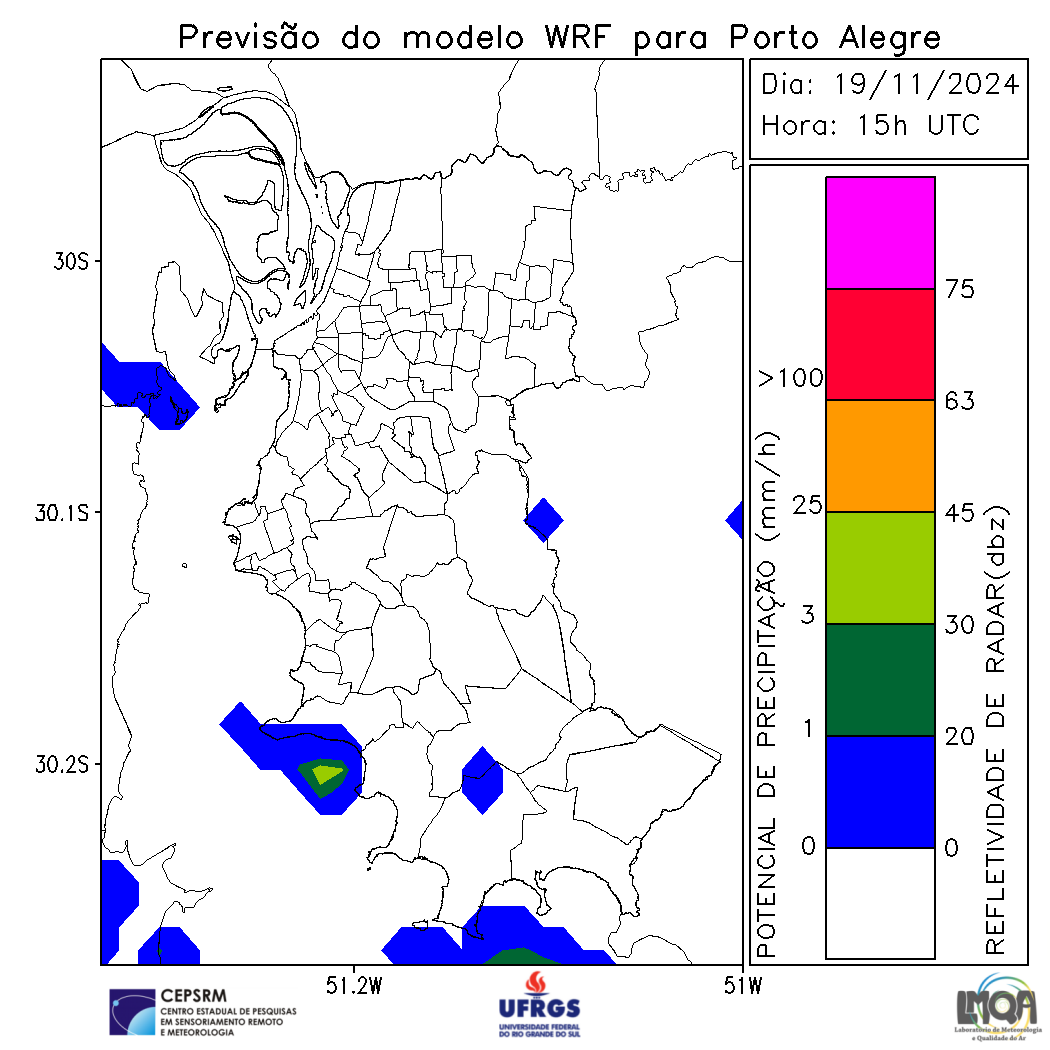 Previsão do modelo WRF para Porto Alegre
Dia: 19/11/2024
Hora: 15h UTC
30S
30.1S
30.2S
51.2W
51W
POTENCIAL DE PRECIPITAÇÃO (mm/h)
>100
25
3
1
0
75
63
45
30
20
0
REFLETIVIDADE DE RADAR(dbz)
CEPSRM
CENTRO ESTADUAL DE PESQUISAS
EM SENSORIAMENTO REMOTO
E METEOROLOGIA
UFRGS
UNIVERSIDADE FEDERAL
DO RIO GRANDE DO SUL
LMQA
Laboratório de Meteorologia
e Qualidade do Ar